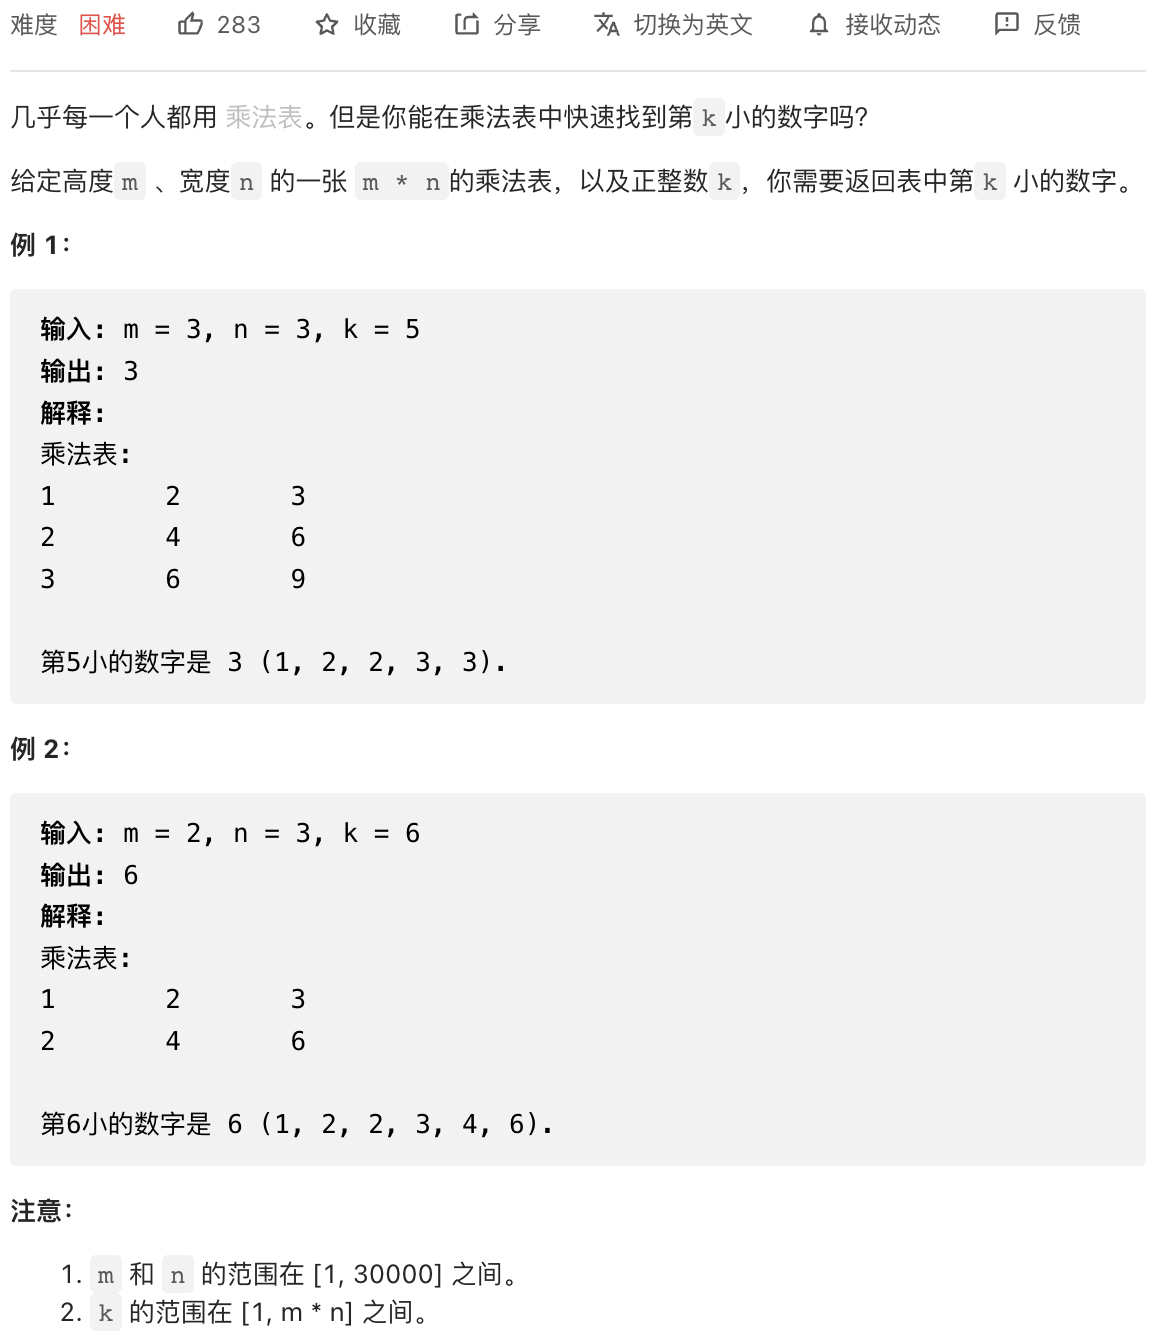 难度 困难 283 收藏 分享 切换为英文 接收动态 反馈
几乎每一个人都用 乘法表。但是你能在乘法表中快速找到第k小的数字吗?
给定高度m 、宽度n 的一张 m * n的乘法表，以及正整数k，你需要返回表中第k 小的数字。
例 1：
输入: m = 3, n = 3, k = 5
输出: 3
解释:
乘法表:
1 2 3
2 4 6
3 6 9
第5小的数字是 3 (1, 2, 2, 3, 3).
例 2：
输入: m = 2, n = 3, k = 6
输出: 6
解释:
乘法表:
1 2 3
2 4 6
第6小的数字是 6 (1, 2, 2, 3, 4, 6).
注意：
1. m 和 n 的范围在 [1, 30000] 之间。
2. k 的范围在 [1, m * n] 之间。